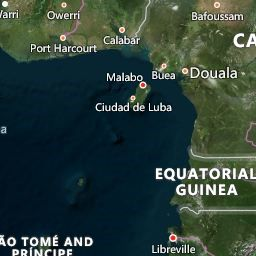 Warri
Owerri
Bafoussam
Port Harcourt
Calabar
CA
Malabo
Buea
Douala
Ciudad de Luba
EQUATORIAL
GUINEA
ÃO TOMÉ AND
PRÍNCIPE
Libreville